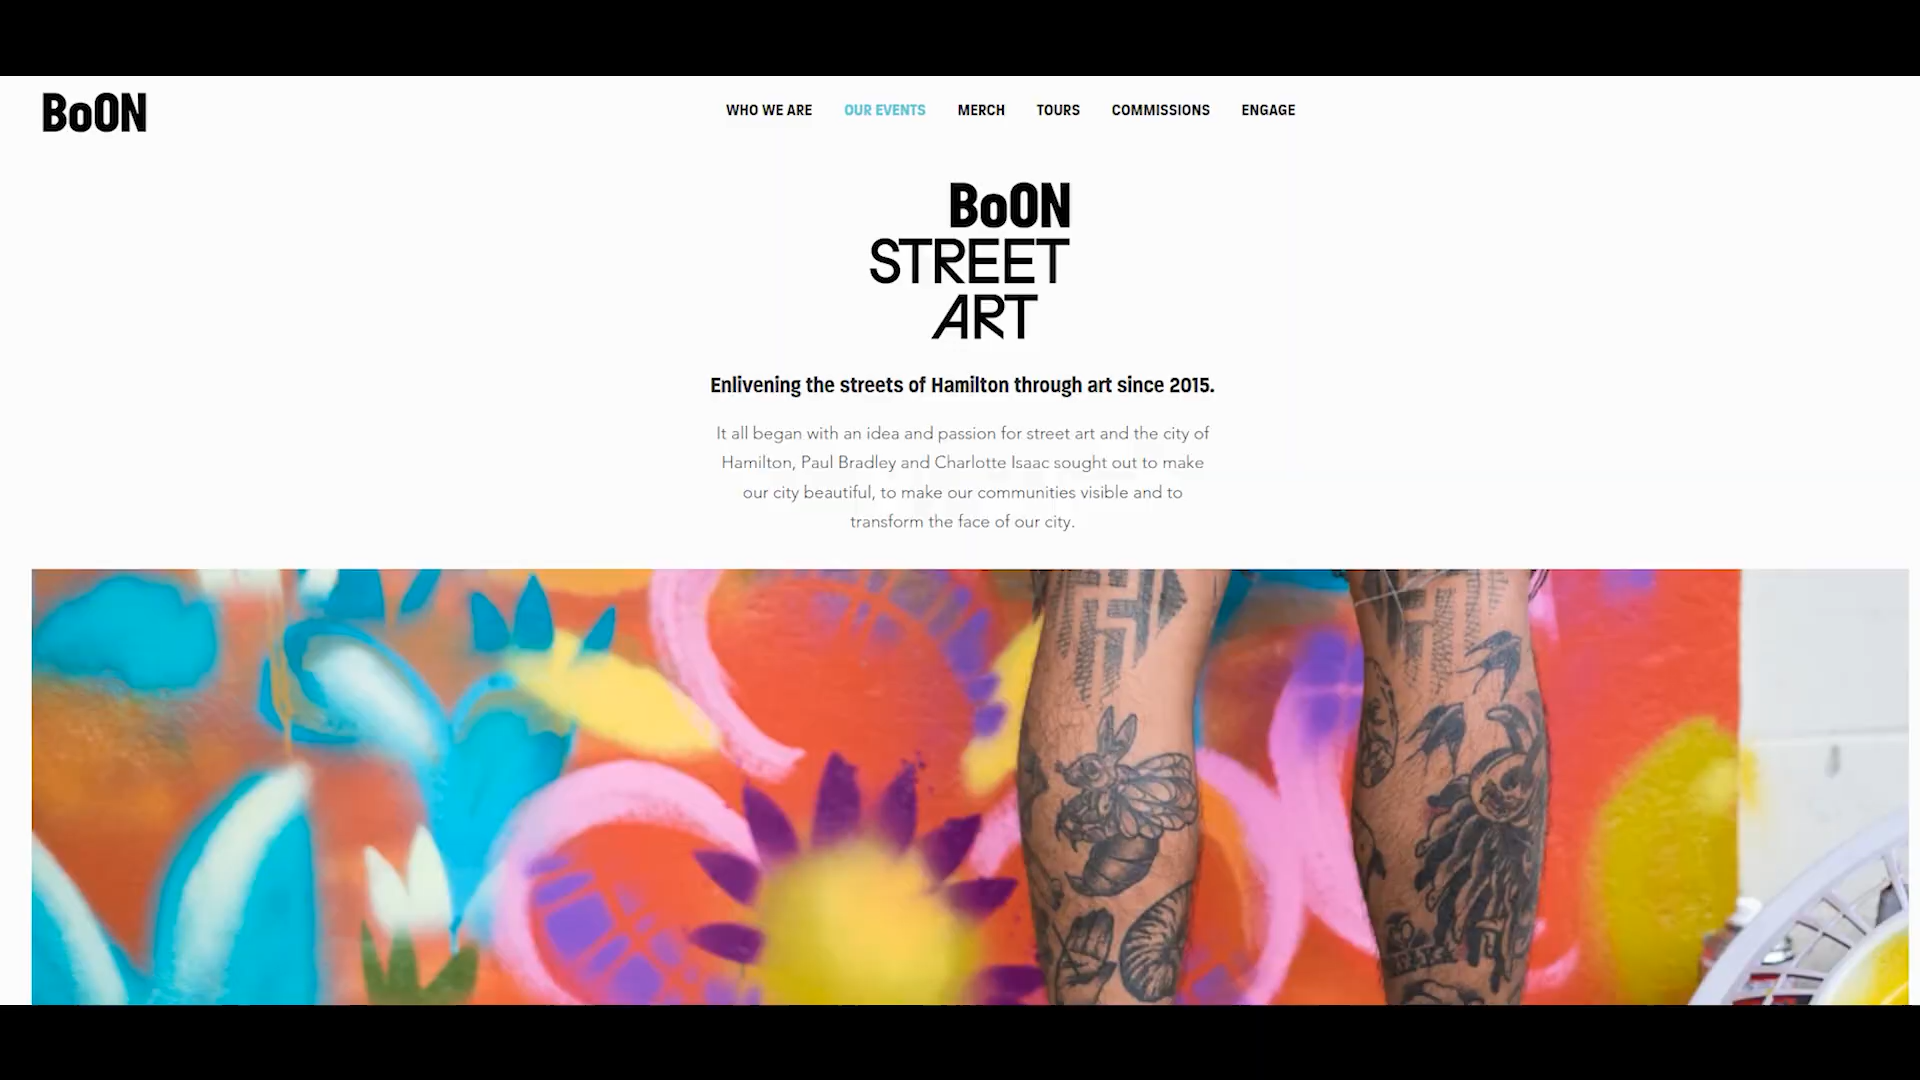 BoON
WHO WE ARE
OUR EVENTS
MERCH
TOURS
COMMISSIONS
ENGAGE
BoON
STREET
ART
Enlivening the streets of Hamilton through art since 2015.
It all began with an idea and passion for street art and the city of
Hamilton, Paul Bradley and Charlotte Isaac sought out to make
our city beautiful, to make our communities visible and to
transform the face of our city.